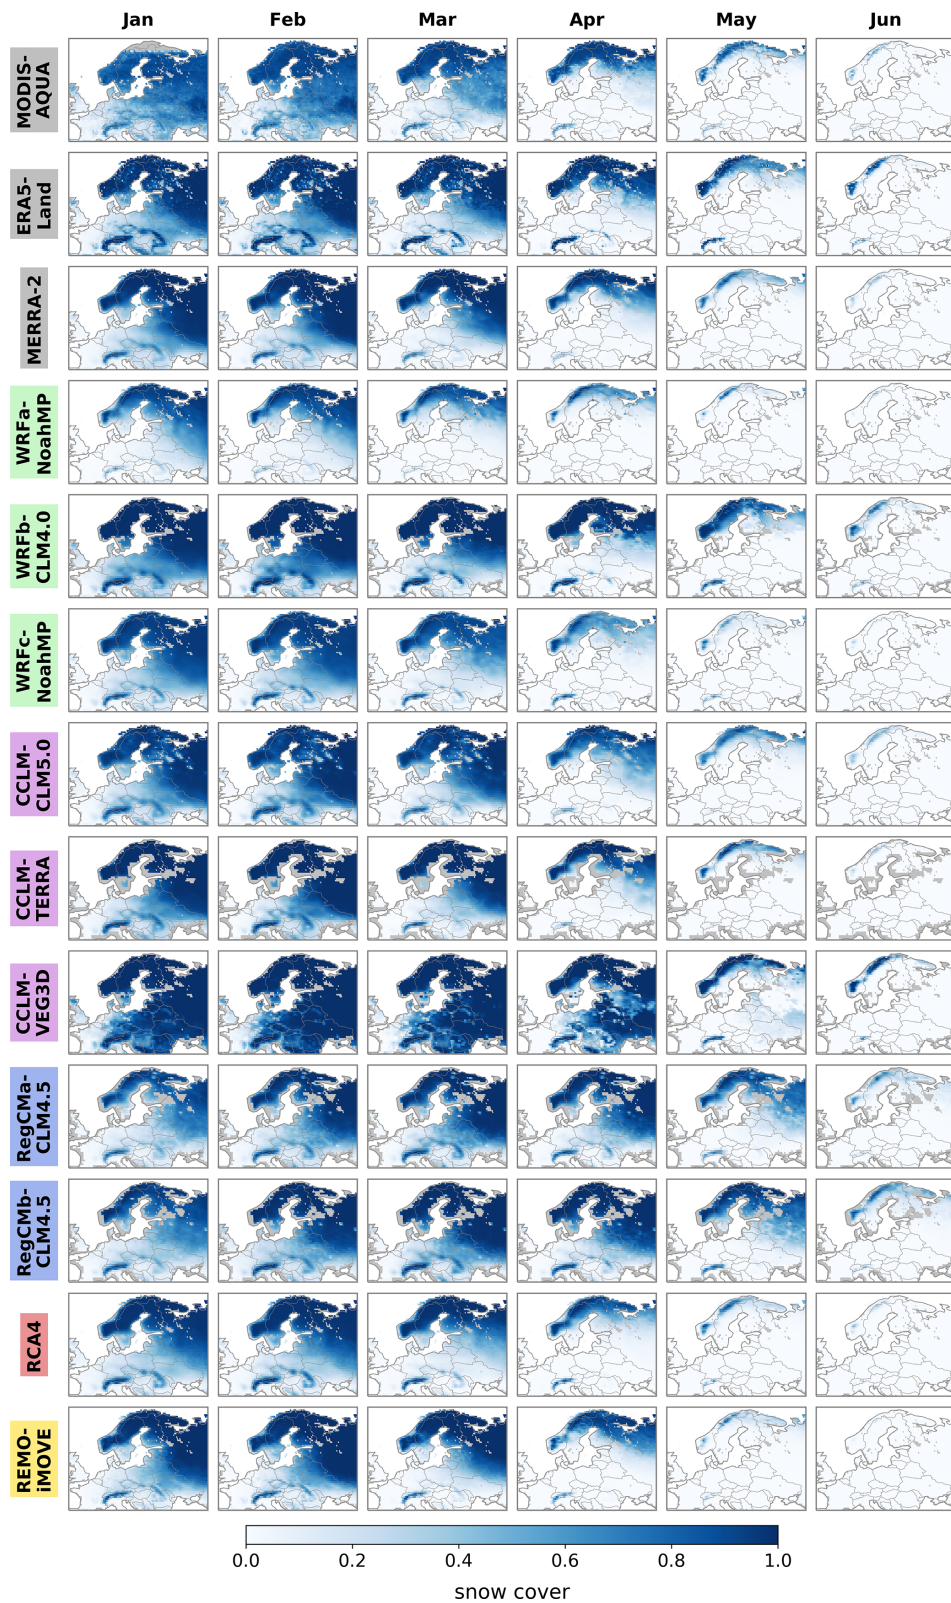 Jan Feb Mar Apr May Jun
MODIS-
AQUA
ERA5-
Land
MERRA-2
WRFa-
NoahMP
WRFb-
CLM4.0
WRFc-
NoahMP
CCLM-
CLM5.0
CCLM-
TERRA
CCLM-
VEG3D
RegCMa-
CLM4.5
RegCMb-
CLM4.5
RCA4
REMO-
iMOVE
0.0 0.2 0.4 0.6 0.8 1.0
snow cover